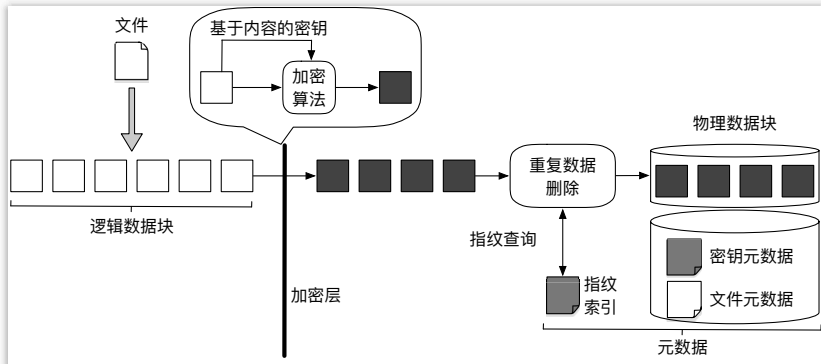 文件
基于内容的密钥
加密
算法
物理数据块
重复数据
删除
逻辑数据块
指纹查询
密钥元数据
加密层
指纹
索引
文件元数据
元数据